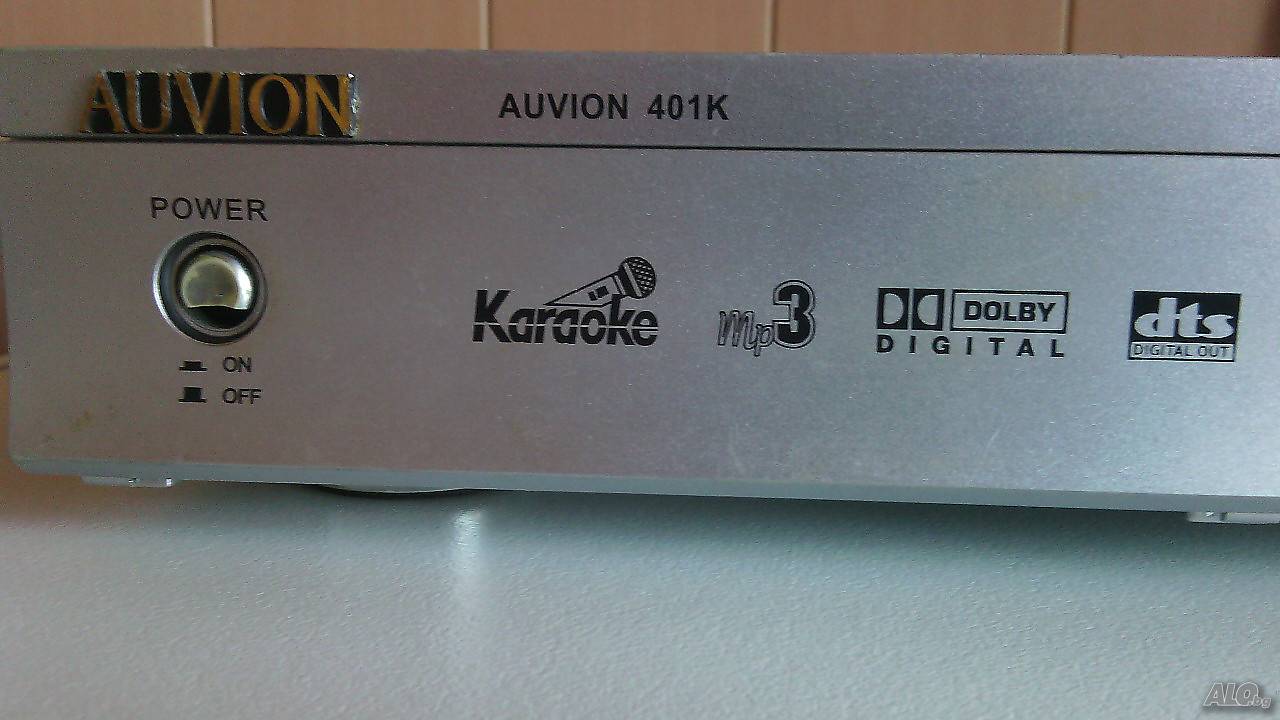 AUVION
AUVION 401K
POWER
ON
OFF
Karaoke
mp3
DOLBY
DIGITAL
dts
DIGITAL OUT
ALO.bg